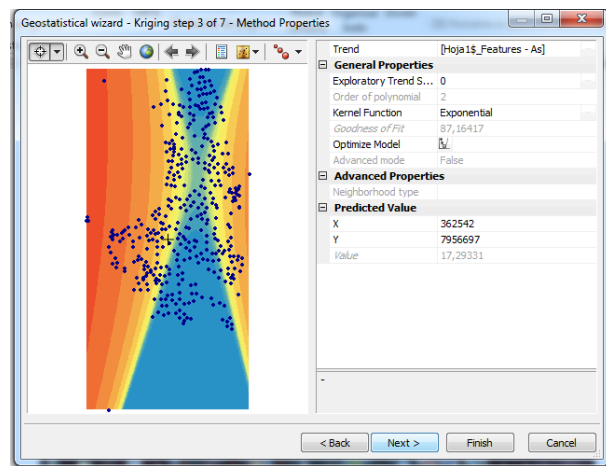 Geostatistical wizard - Kriging step 3 of 7 - Method Properties
Trend [Hoja1$_Features - As]
General Properties
Exploratory Trend S... 0
Order of polynomial 2
Kernel Function Exponential
Goodness of Fit 87,16417
Optimize Model
Advanced mode False
Advanced Properties
Neighborhood type
Predicted Value
X 362542
Y 7956697
Value 17,29331
-
< Back Next > Finish Cancel